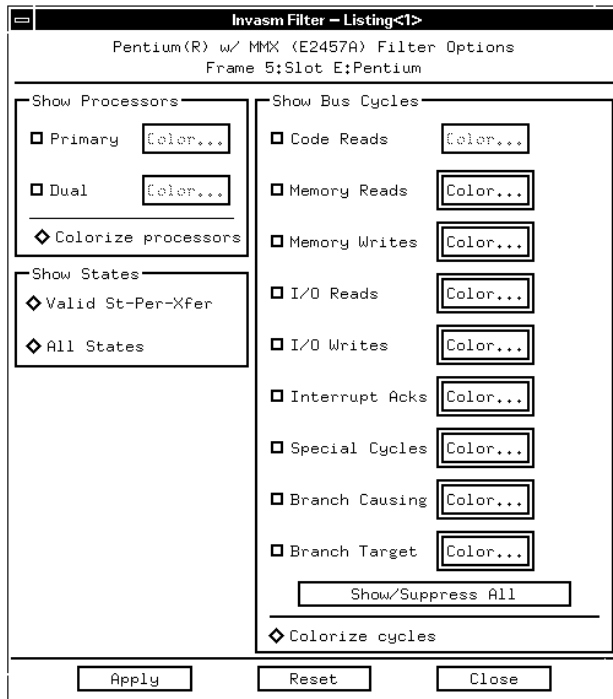 Invasm Filter – Listing<1>
Pentium(R) w/ MMX (E2457A) Filter Options
Frame 5:Slot E:Pentium
Show Processors
Primary Color...
Dual Color...
Colorize processors
Show States
Valid St-Per-Xfer
All States
Show Bus Cycles
Code Reads Color...
Memory Reads Color...
Memory Writes Color...
I/O Reads Color...
I/O Writes Color...
Interrupt Acks Color...
Special Cycles Color...
Branch Causing Color...
Branch Target Color...
Show/Suppress All
Colorize cycles
Apply Reset Close